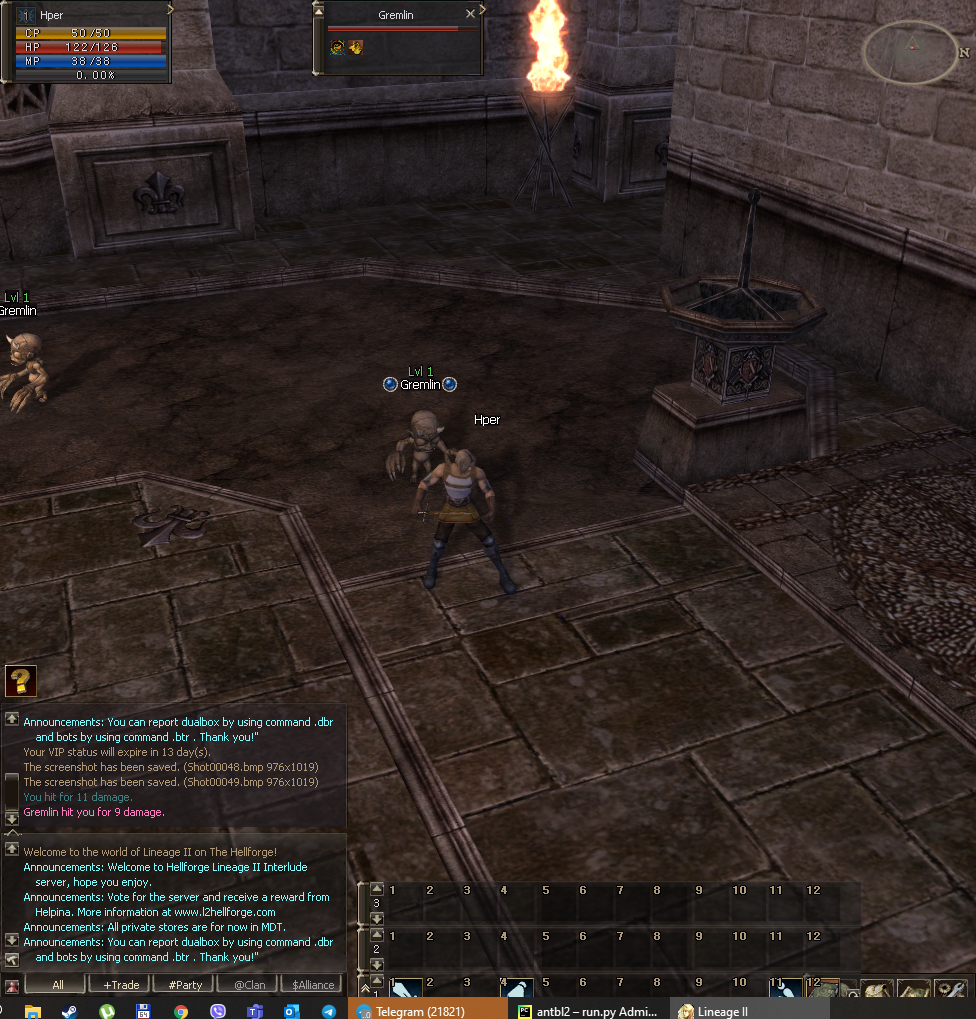 1 Hper
CP 50/50
HP 122/126
MP 38/38
0.00%
Gremlin
N
Lvl 1
Gremlin
Lvl 1
Gremlin
Hper
Announcements: You can report dualbox by using command .dbr
and bots by using command .btr . Thank you!"
Your VIP status will expire in 13 day(s).
The screenshot has been saved. (Shot00048.bmp 976x1019)
The screenshot has been saved. (Shot00049.bmp 976x1019)
You hit for 11 damage.
Gremlin hit you for 9 damage.
Welcome to the world of Lineage II on The Hellforge!
Announcements: Welcome to Hellforge Lineage II Interlude
server, hope you enjoy.
Announcements: Vote for the server and receive a reward from
Helpina. More information at www.l2hellforge.com
Announcements: All private stores are for now in MDT.
Announcements: You can report dualbox by using command .dbr
and bots by using command .btr . Thank you!"
All +Trade #Party @Clan $Alliance
3 1 2 3 4 5 6 7 8 9 10 11 12
2 1 2 3 4 5 6 7 8 9 10 11 12
1 1 2 3 4 5 6 7 8 9 10 11 12
64
PC
Telegram (21821)
antbl2 – run.py Admi...
Lineage II